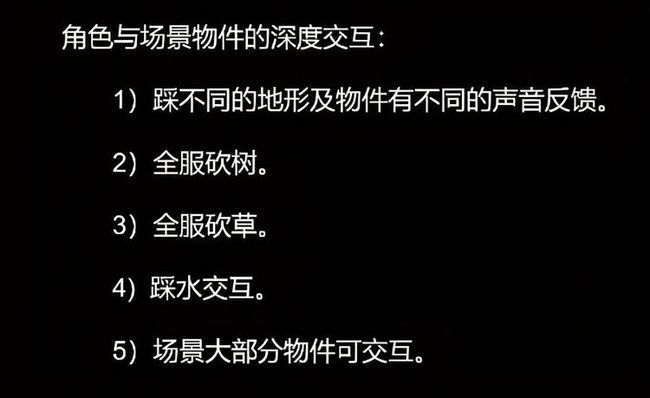 角色与场景物件的深度交互：
1）踩不同的地形及物件有不同的声音反馈。
2）全服砍树。
3）全服砍草。
4）踩水交互。
5）场景大部分物件可交互。